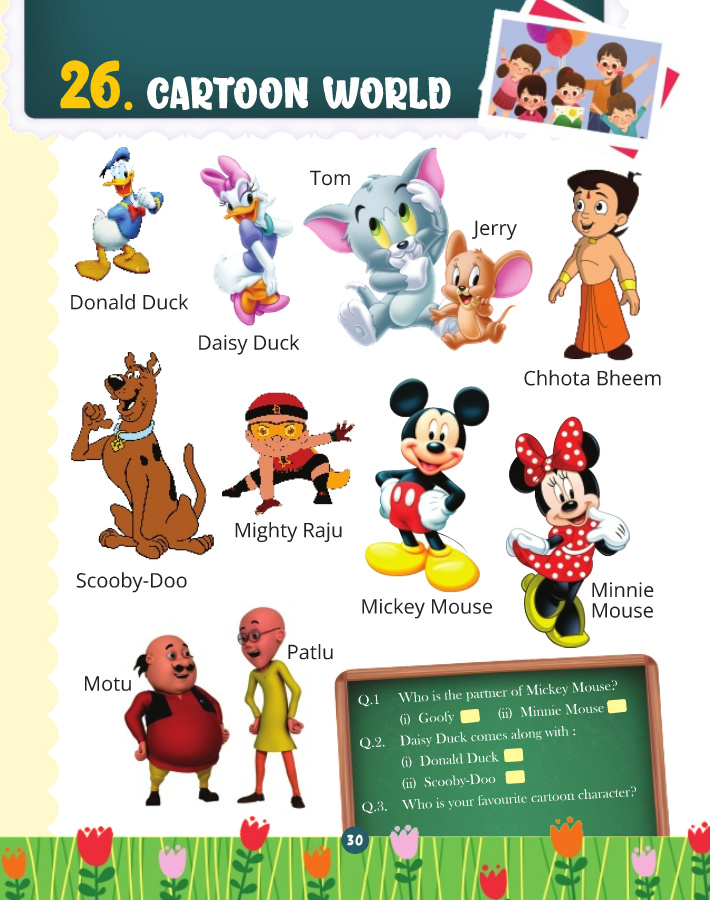 26. CARTOON WORLD
Tom
Jerry
Donald Duck
Daisy Duck
Chhota Bheem
Mighty Raju
Scooby-Doo
Mickey Mouse
Minnie
Mouse
Patlu
Motu
Q.1 Who is the partner of Mickey Mouse?
(i) Goofy (ii) Minnie Mouse
Q.2. Daisy Duck comes along with :
(i) Donald Duck
(ii) Scooby-Doo
Q.3. Who is your favourite cartoon character?
30